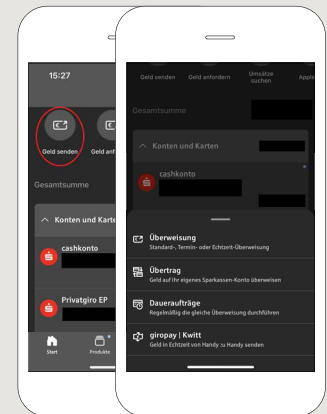 15:27
Geld senden
Geld anf
Gesamtsumme
Konten und Karte
cashkonto
Privatgiro EP
Start
Produkte
Geld senden
Geld anfordern
Umsätze
suchen
Apple
Gesamtsumme
Konten und Karten
cashkonto
Überweisung
Standard-, Termin- oder Echtzeit-Überweisung
Übertrag
Geld auf Ihr eigenes Sparkassen-Konto überweisen
Daueraufträge
Regelmäßig die gleiche Überweisung durchführen
giropay | Kwitt
Geld in Echtzeit von Handy zu Handy senden